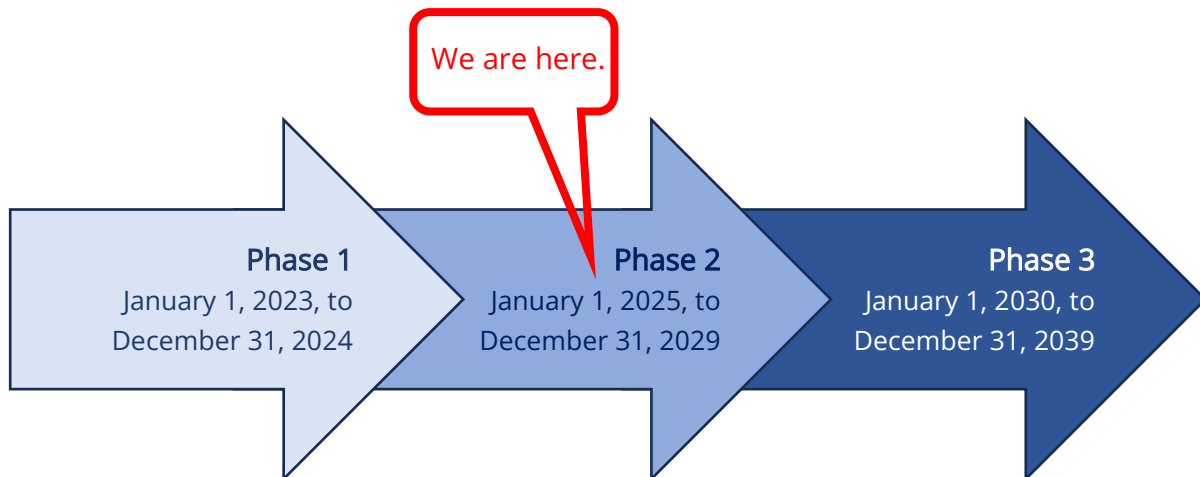 We are here.
Phase 1
January 1, 2023, to
December 31, 2024
Phase 2
January 1, 2025, to
December 31, 2029
Phase 3
January 1, 2030, to
December 31, 2039